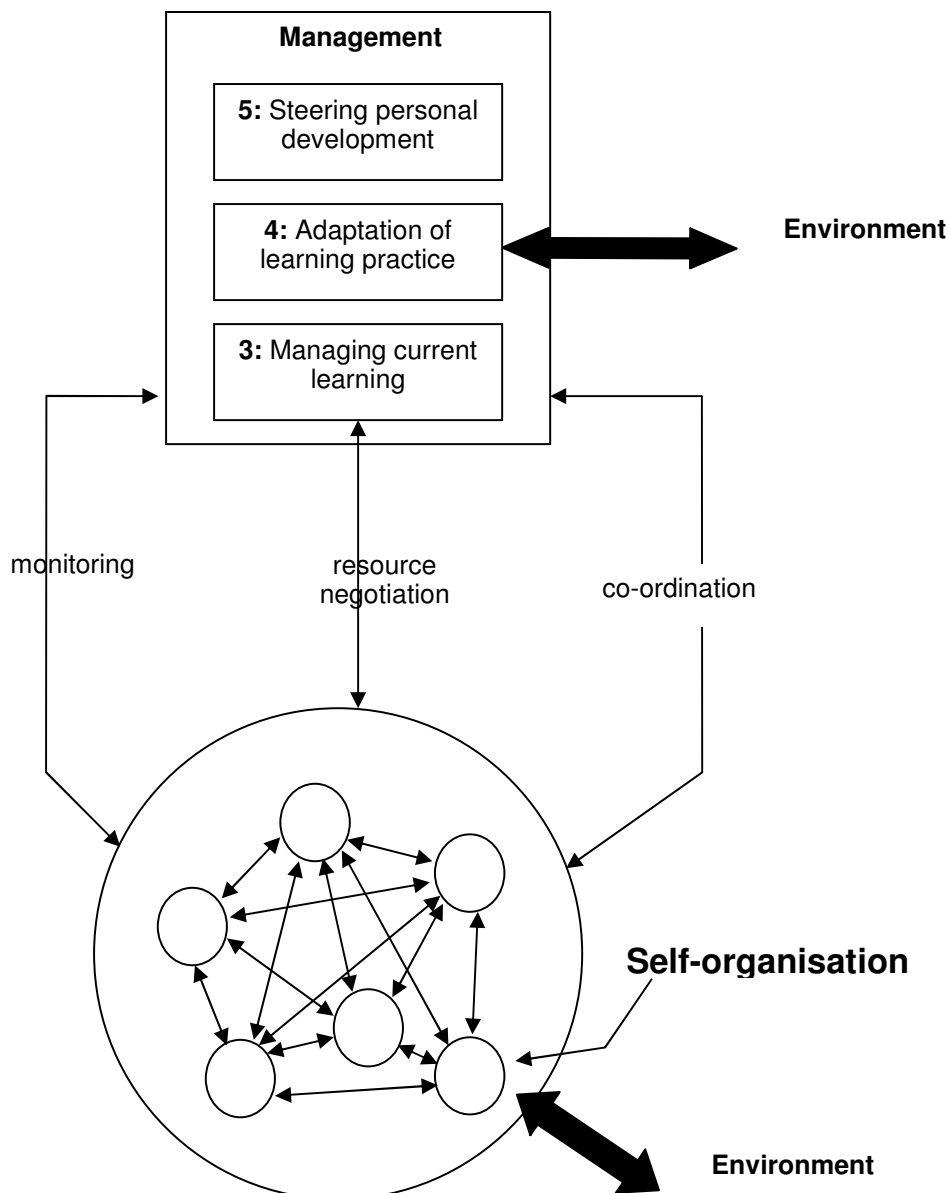 Management
5: Steering personal
development
4: Adaptation of
learning practice
Environment
3: Managing current
learning
monitoring
resource
negotiation
co-ordination
Self-organisation
Environment